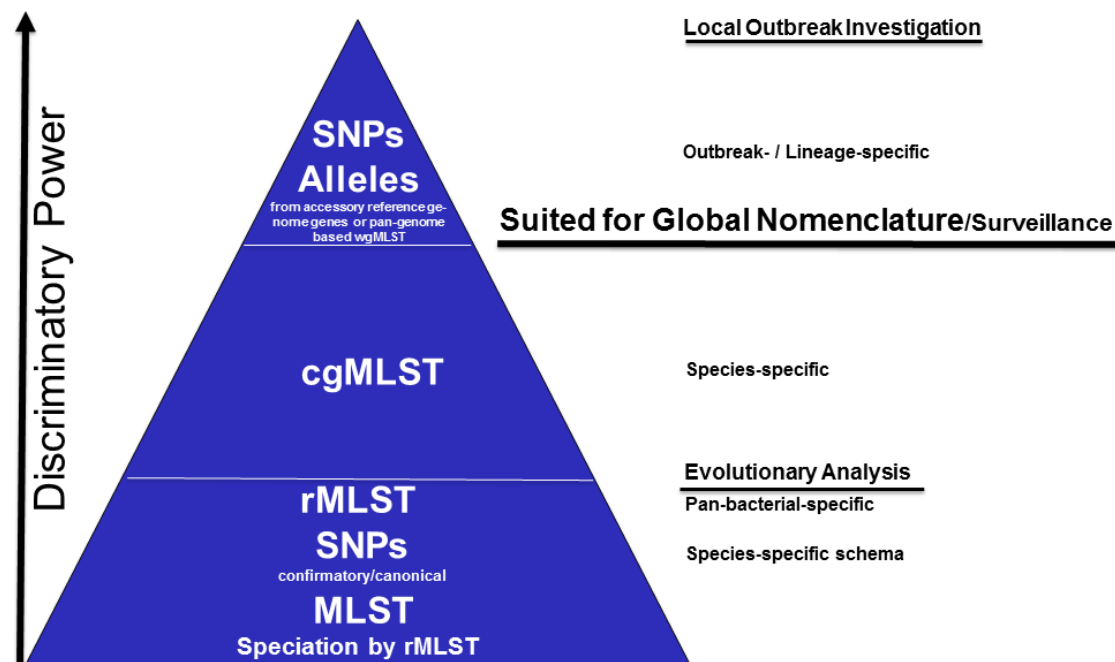 Discriminatory Power
Local Outbreak Investigation
SNPs
Alleles
from accessory reference ge-
nome genes or pan-genome
based wgMLST
Outbreak- / Lineage-specific
Suited for Global Nomenclature/Surveillance
cgMLST
Species-specific
Evolutionary Analysis
rMLST
Pan-bacterial-specific
SNPs
confirmatory/canonical
Species-specific schema
MLST
Speciation by rMLST